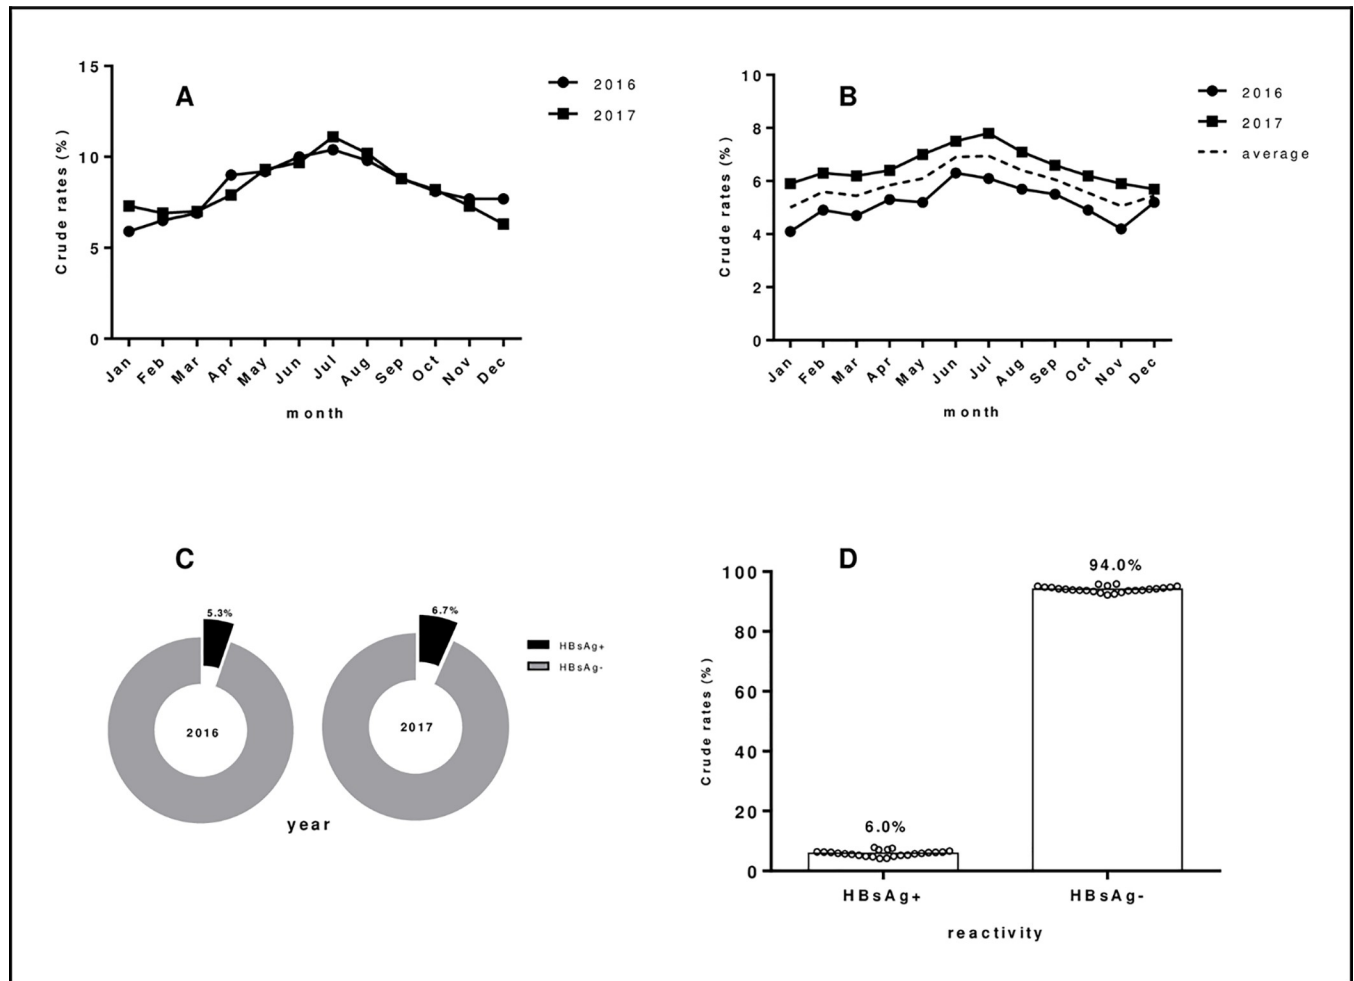 A
15
10
5
0
Crude rates (%)
Jan Feb Mar Apr May Jun Jul Aug Sep Oct Nov Dec
month
2016
2017
B
10
8
6
4
2
0
Crude rates (%)
Jan Feb Mar Apr May Jun Jul Aug Sep Oct Nov Dec
month
2016
2017
average
C
5.3%
6.7%
2016
2017
HBsAg+
HBsAg-
year
D
94.0%
100
80
60
40
20
0
Crude rates (%)
6.0%
HBsAg+ HBsAg-
reactivity